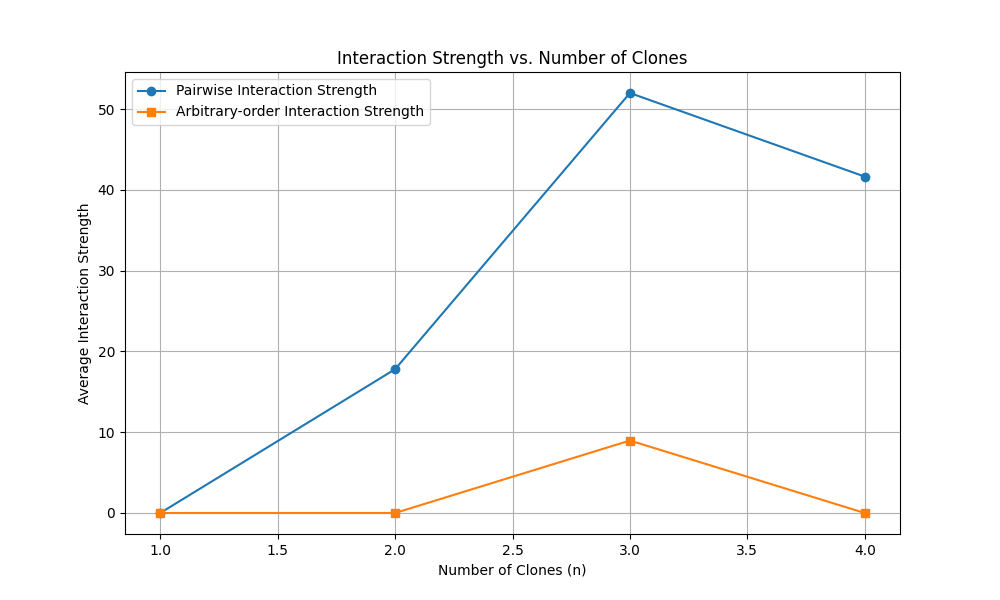 Interaction Strength vs. Number of Clones
Pairwise Interaction Strength
Arbitrary-order Interaction Strength
Average Interaction Strength
50
40
30
20
10
0
1.0 1.5 2.0 2.5 3.0 3.5 4.0
Number of Clones (n)